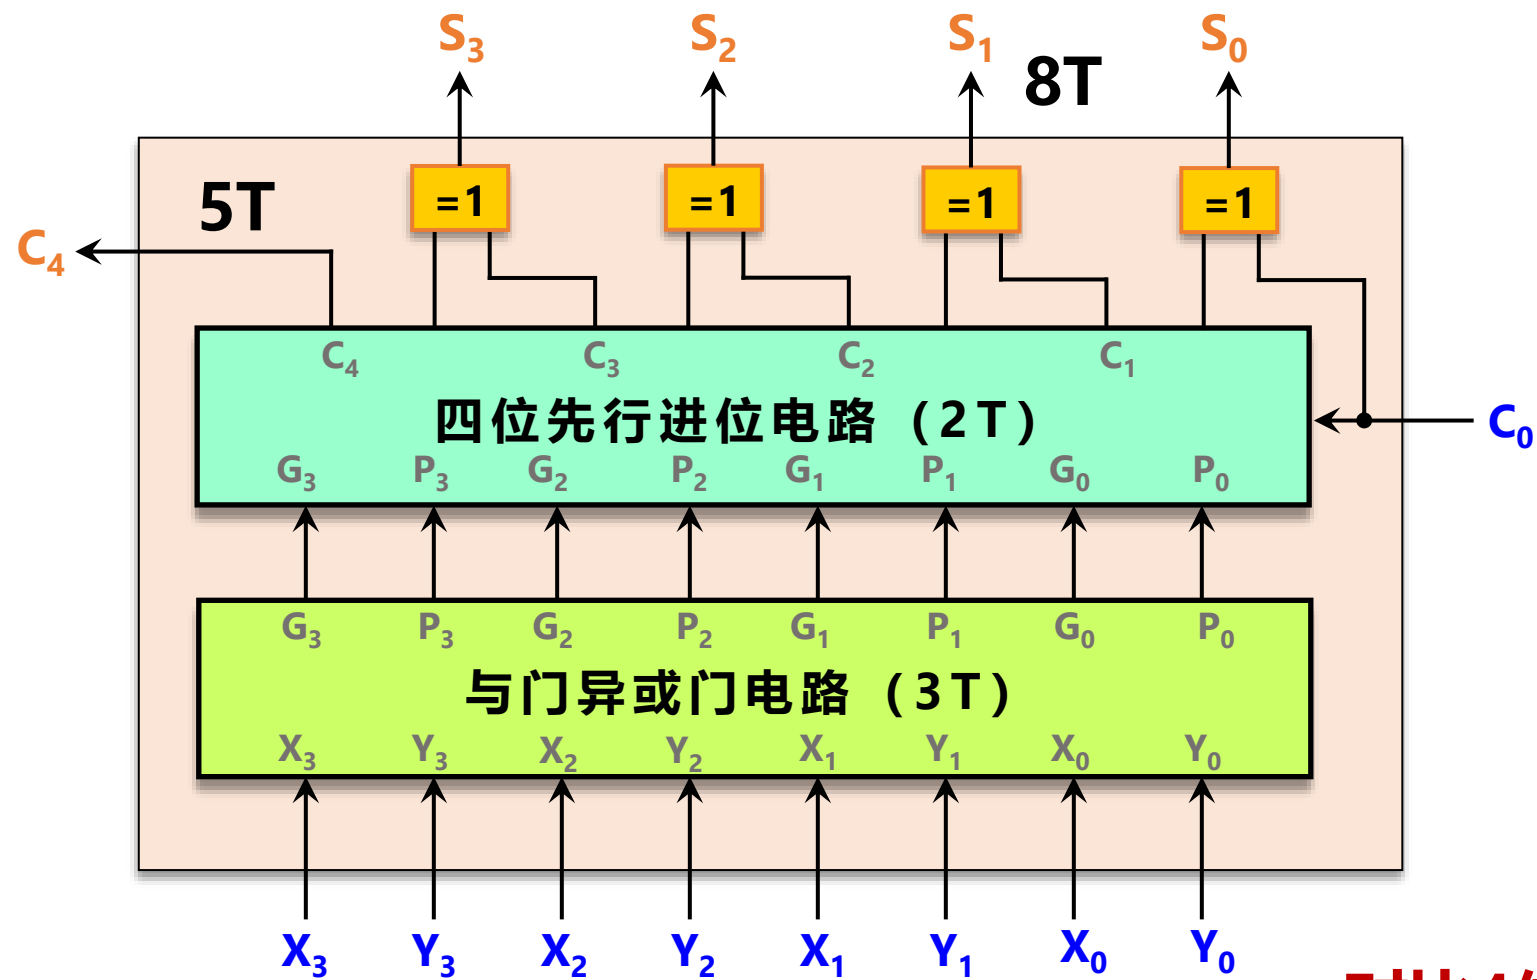 S₃ S₂ S₁ S₀
8T
=1 =1 =1 =1
5T
C₄
C₄ C₃ C₂ C₁
四位先行进位电路（2T）
C₀
G₃ P₃ G₂ P₂ G₁ P₁ G₀ P₀
G₃ P₃ G₂ P₂ G₁ P₁ G₀ P₀
与门异或门电路（3T）
X₃ Y₃ X₂ Y₂ X₁ Y₁ X₀ Y₀
X₃ Y₃ X₂ Y₂ X₁ Y₁ X₀ Y₀